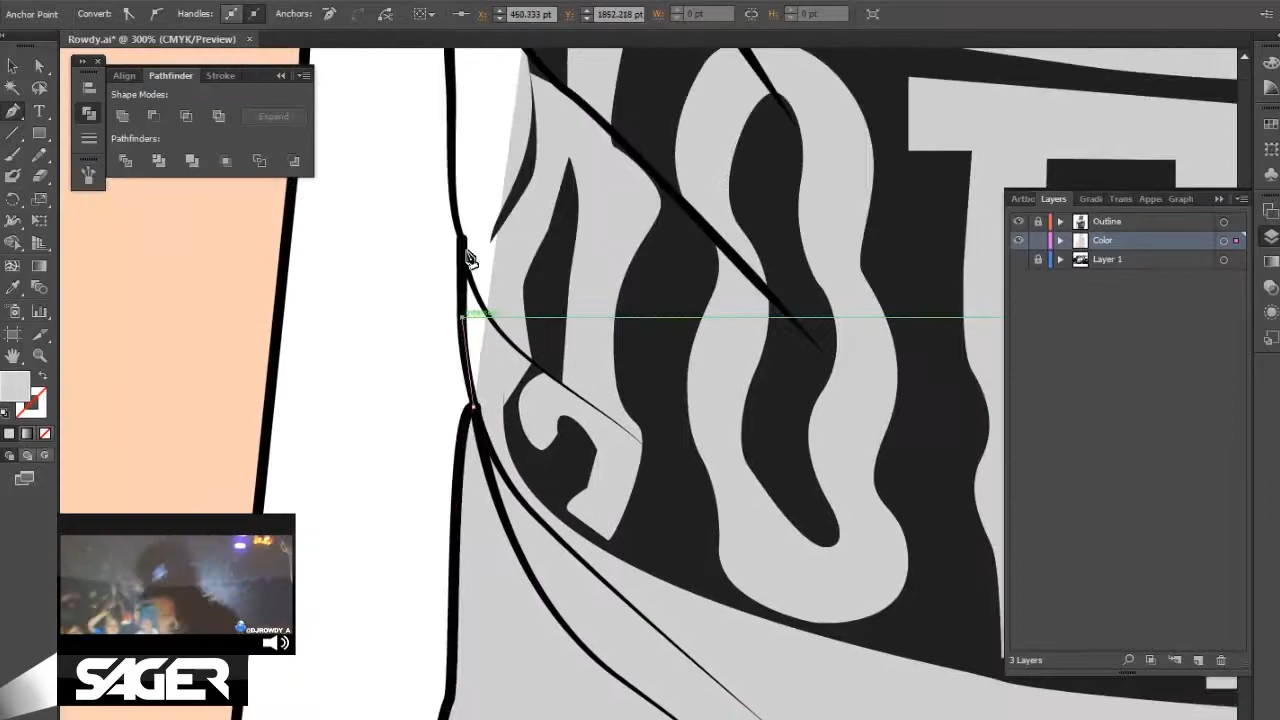 Anchor Point Convert: Handles: Anchors: X: 450.333 pt Y: 1852.218 pt W: 0 pt H: 0 pt
Rowdy.ai* @ 300% (CMYK/Preview) ×
Align Pathfinder Stroke
Shape Modes:
Expand
Pathfinders:
Artbo Layers Gradi Trans Appe Graph
Outline
Color
Layer 1
@DJROWDY_A
SAGER
3 Layers